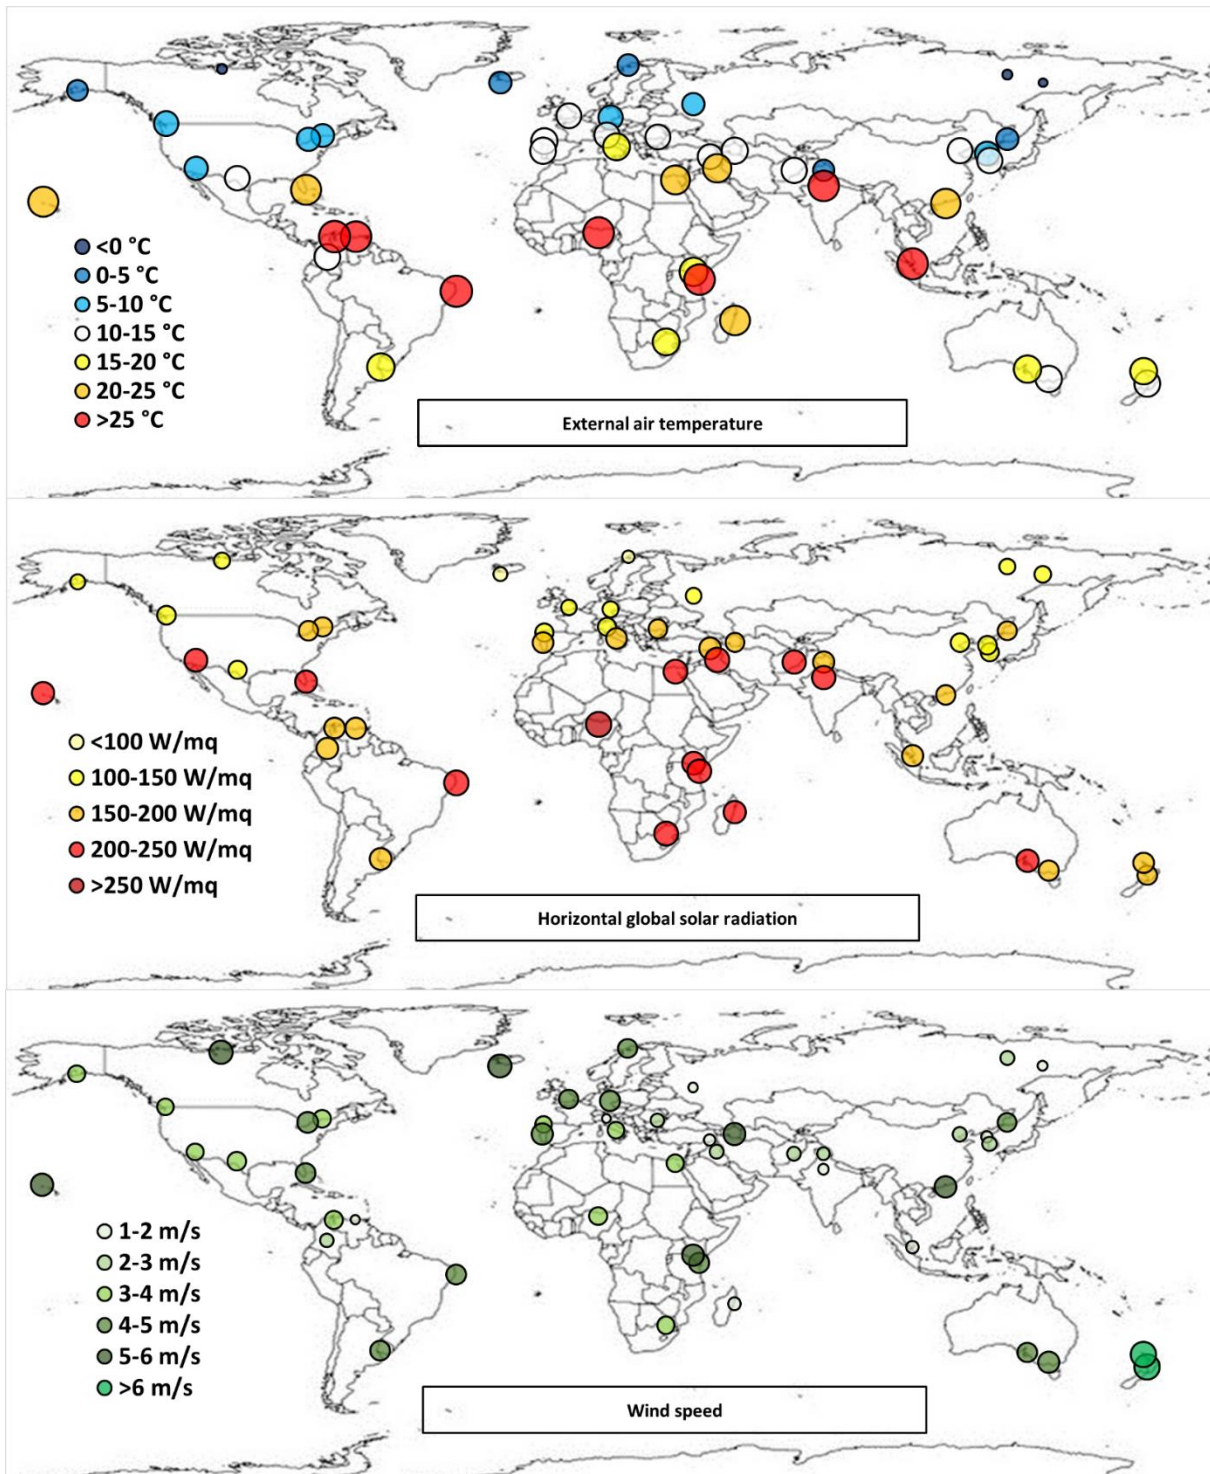 <0 °C
0-5 °C
5-10 °C
10-15 °C
15-20 °C
20-25 °C
>25 °C
External air temperature
<100 W/mq
100-150 W/mq
150-200 W/mq
200-250 W/mq
>250 W/mq
Horizontal global solar radiation
1-2 m/s
2-3 m/s
3-4 m/s
4-5 m/s
5-6 m/s
>6 m/s
Wind speed